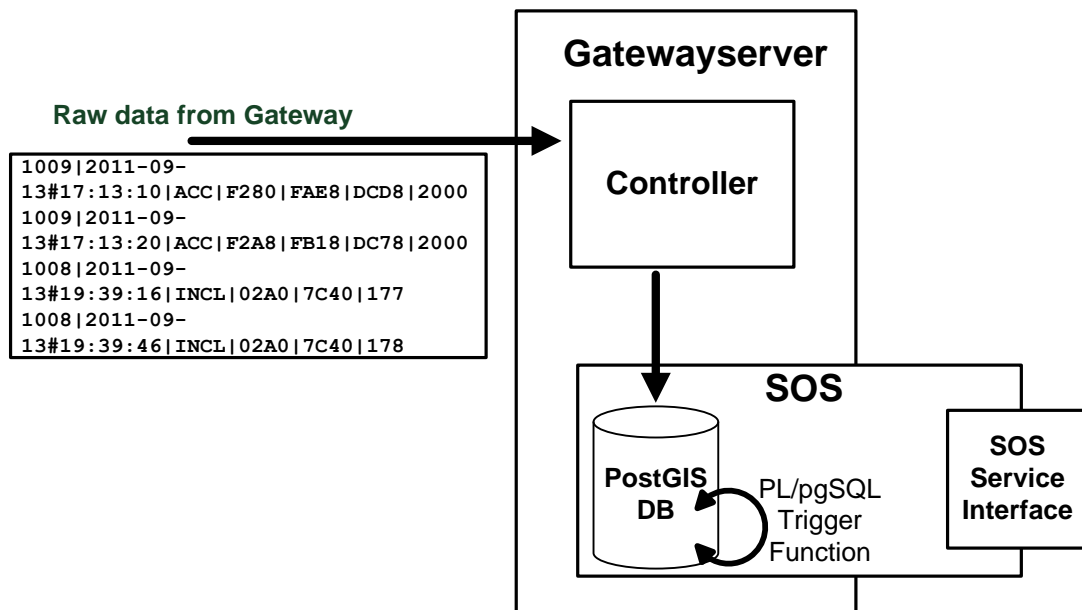 Gatewayserver
Raw data from Gateway
1009|2011-09-
13#17:13:10|ACC|F280|FAE8|DCD8|2000
1009|2011-09-
13#17:13:20|ACC|F2A8|FB18|DC78|2000
1008|2011-09-
13#19:39:16|INCL|02A0|7C40|177
1008|2011-09-
13#19:39:46|INCL|02A0|7C40|178
Controller
SOS
PostGIS
DB
PL/pgSQL
Trigger
Function
SOS
Service
Interface